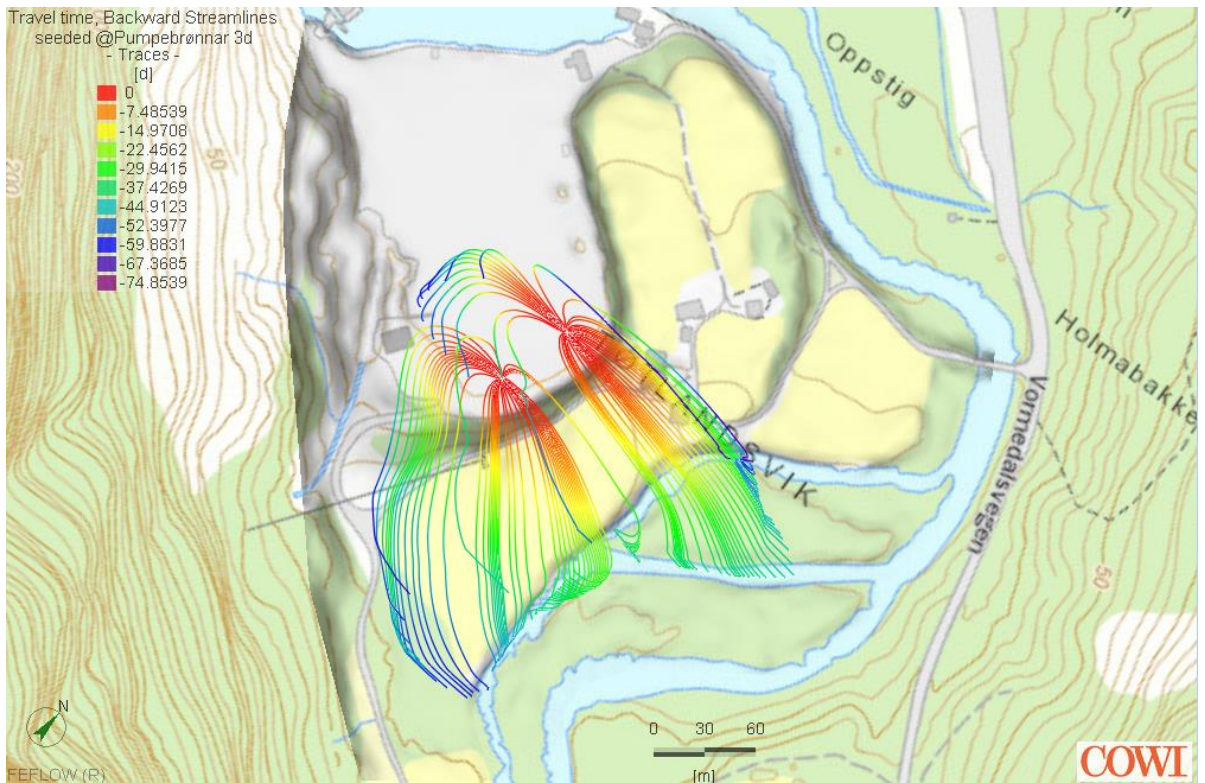 Travel time, Backward Streamlines
seeded @Pumpebrønnar 3d
- Traces -
[d]
0
-7.48539
-14.9708
-22.4562
-29.9415
-37.4269
-44.9123
-52.3977
-59.8831
-67.3685
-74.8539
200
50
Oppstig
Holmabakke
Vormedalsvegen
50
N
0 30 60
[m]
FEFLOW (R)
COWI